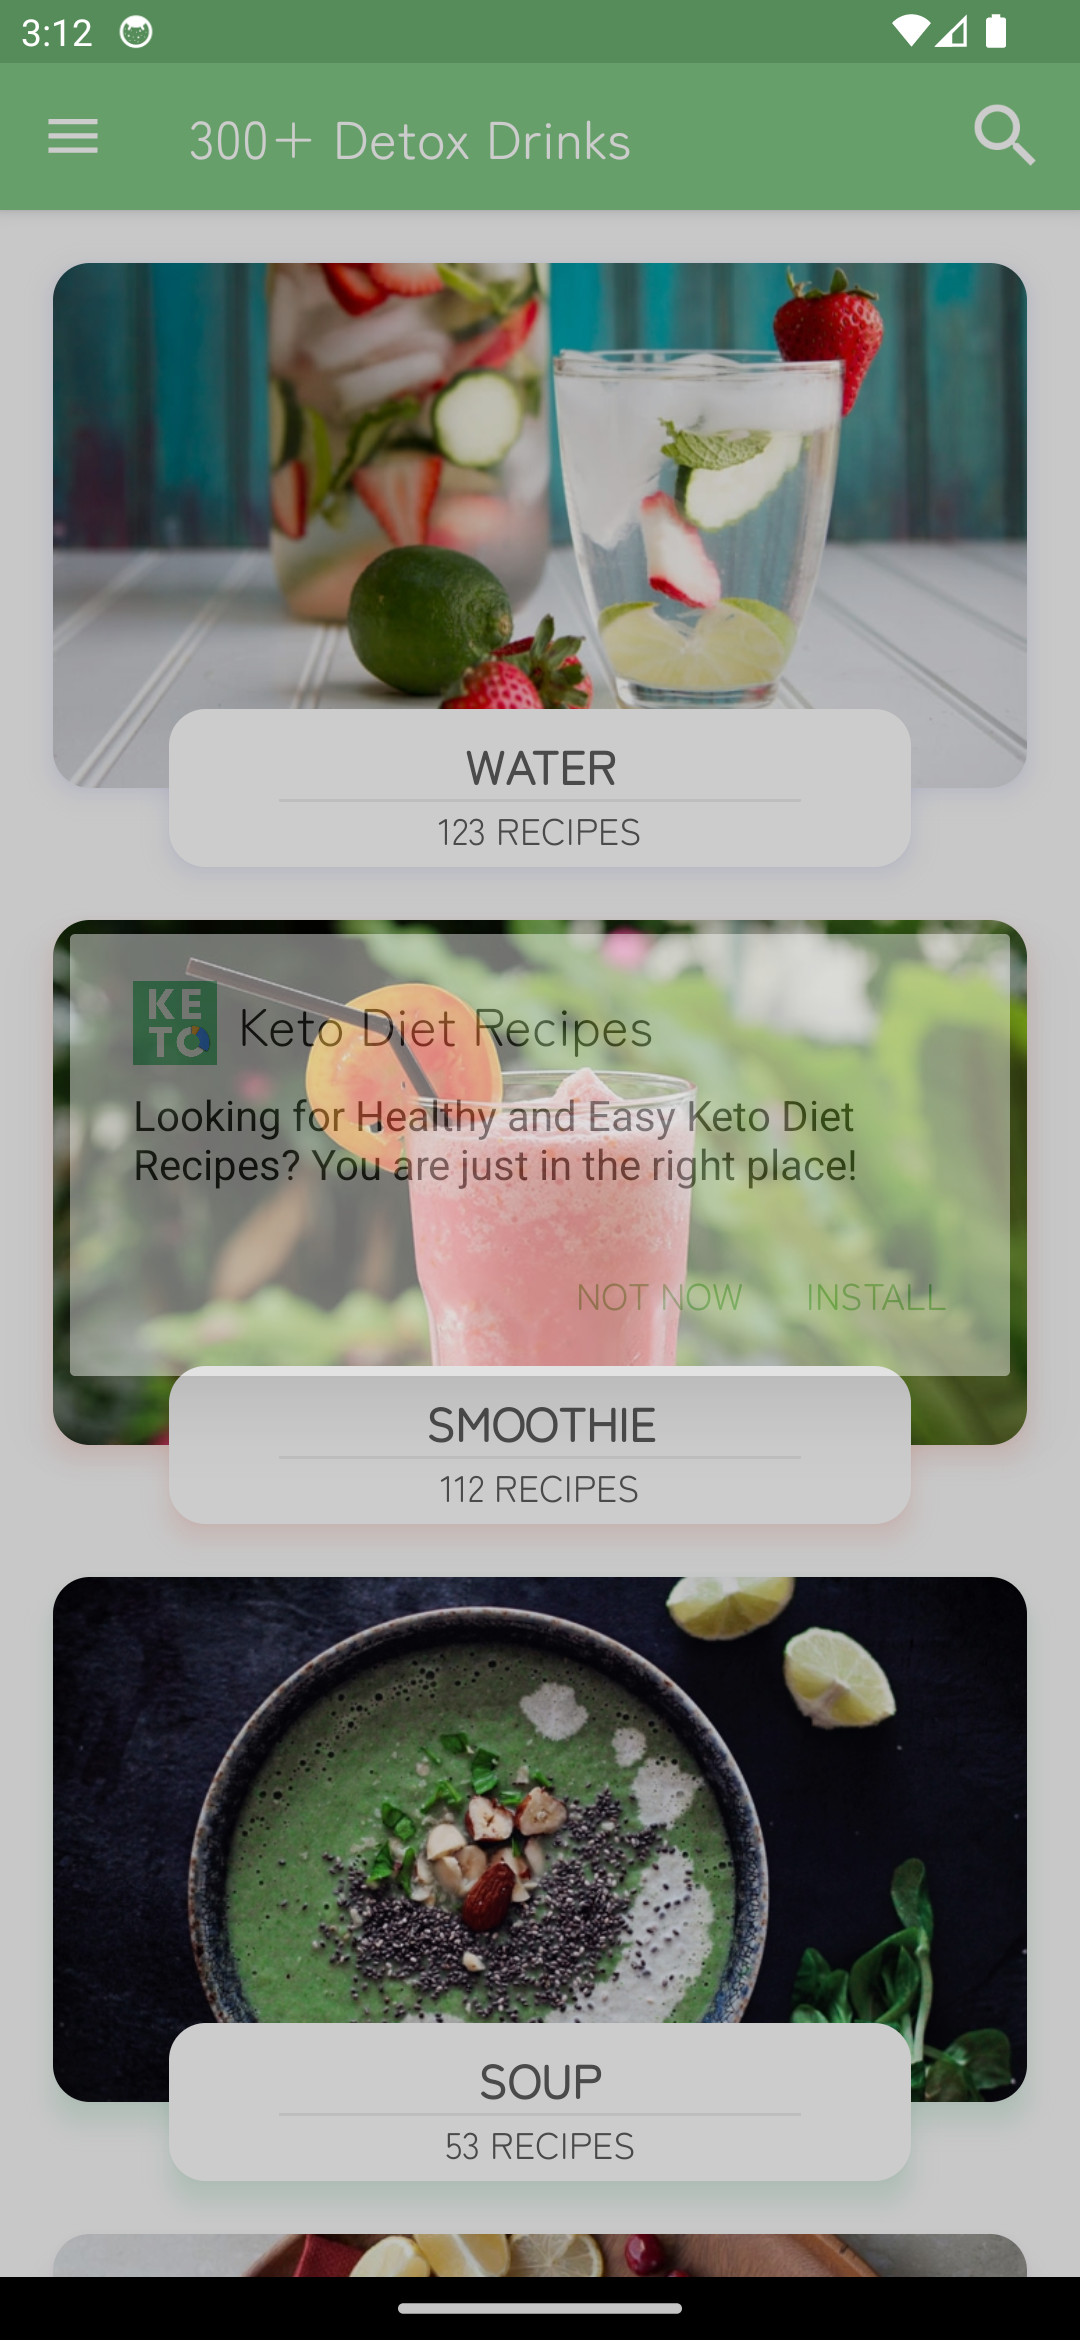 3:12
300+ Detox Drinks
WATER
123 RECIPES
KE
TO
Keto Diet Recipes
Looking for Healthy and Easy Keto Diet
Recipes? You are just in the right place!
NOT NOW INSTALL
SMOOTHIE
112 RECIPES
SOUP
53 RECIPES